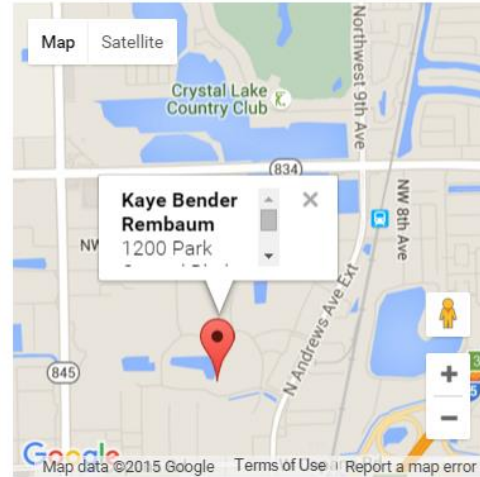 Map Satellite
Northwest 9th Ave
Crystal Lake
Country Club
834
NW 8th Ave
Kaye Bender
Rembaum
1200 Park
NW
N Andrews Ave Ext
845
Google
Map data ©2015 Google Terms of Use Report a map error